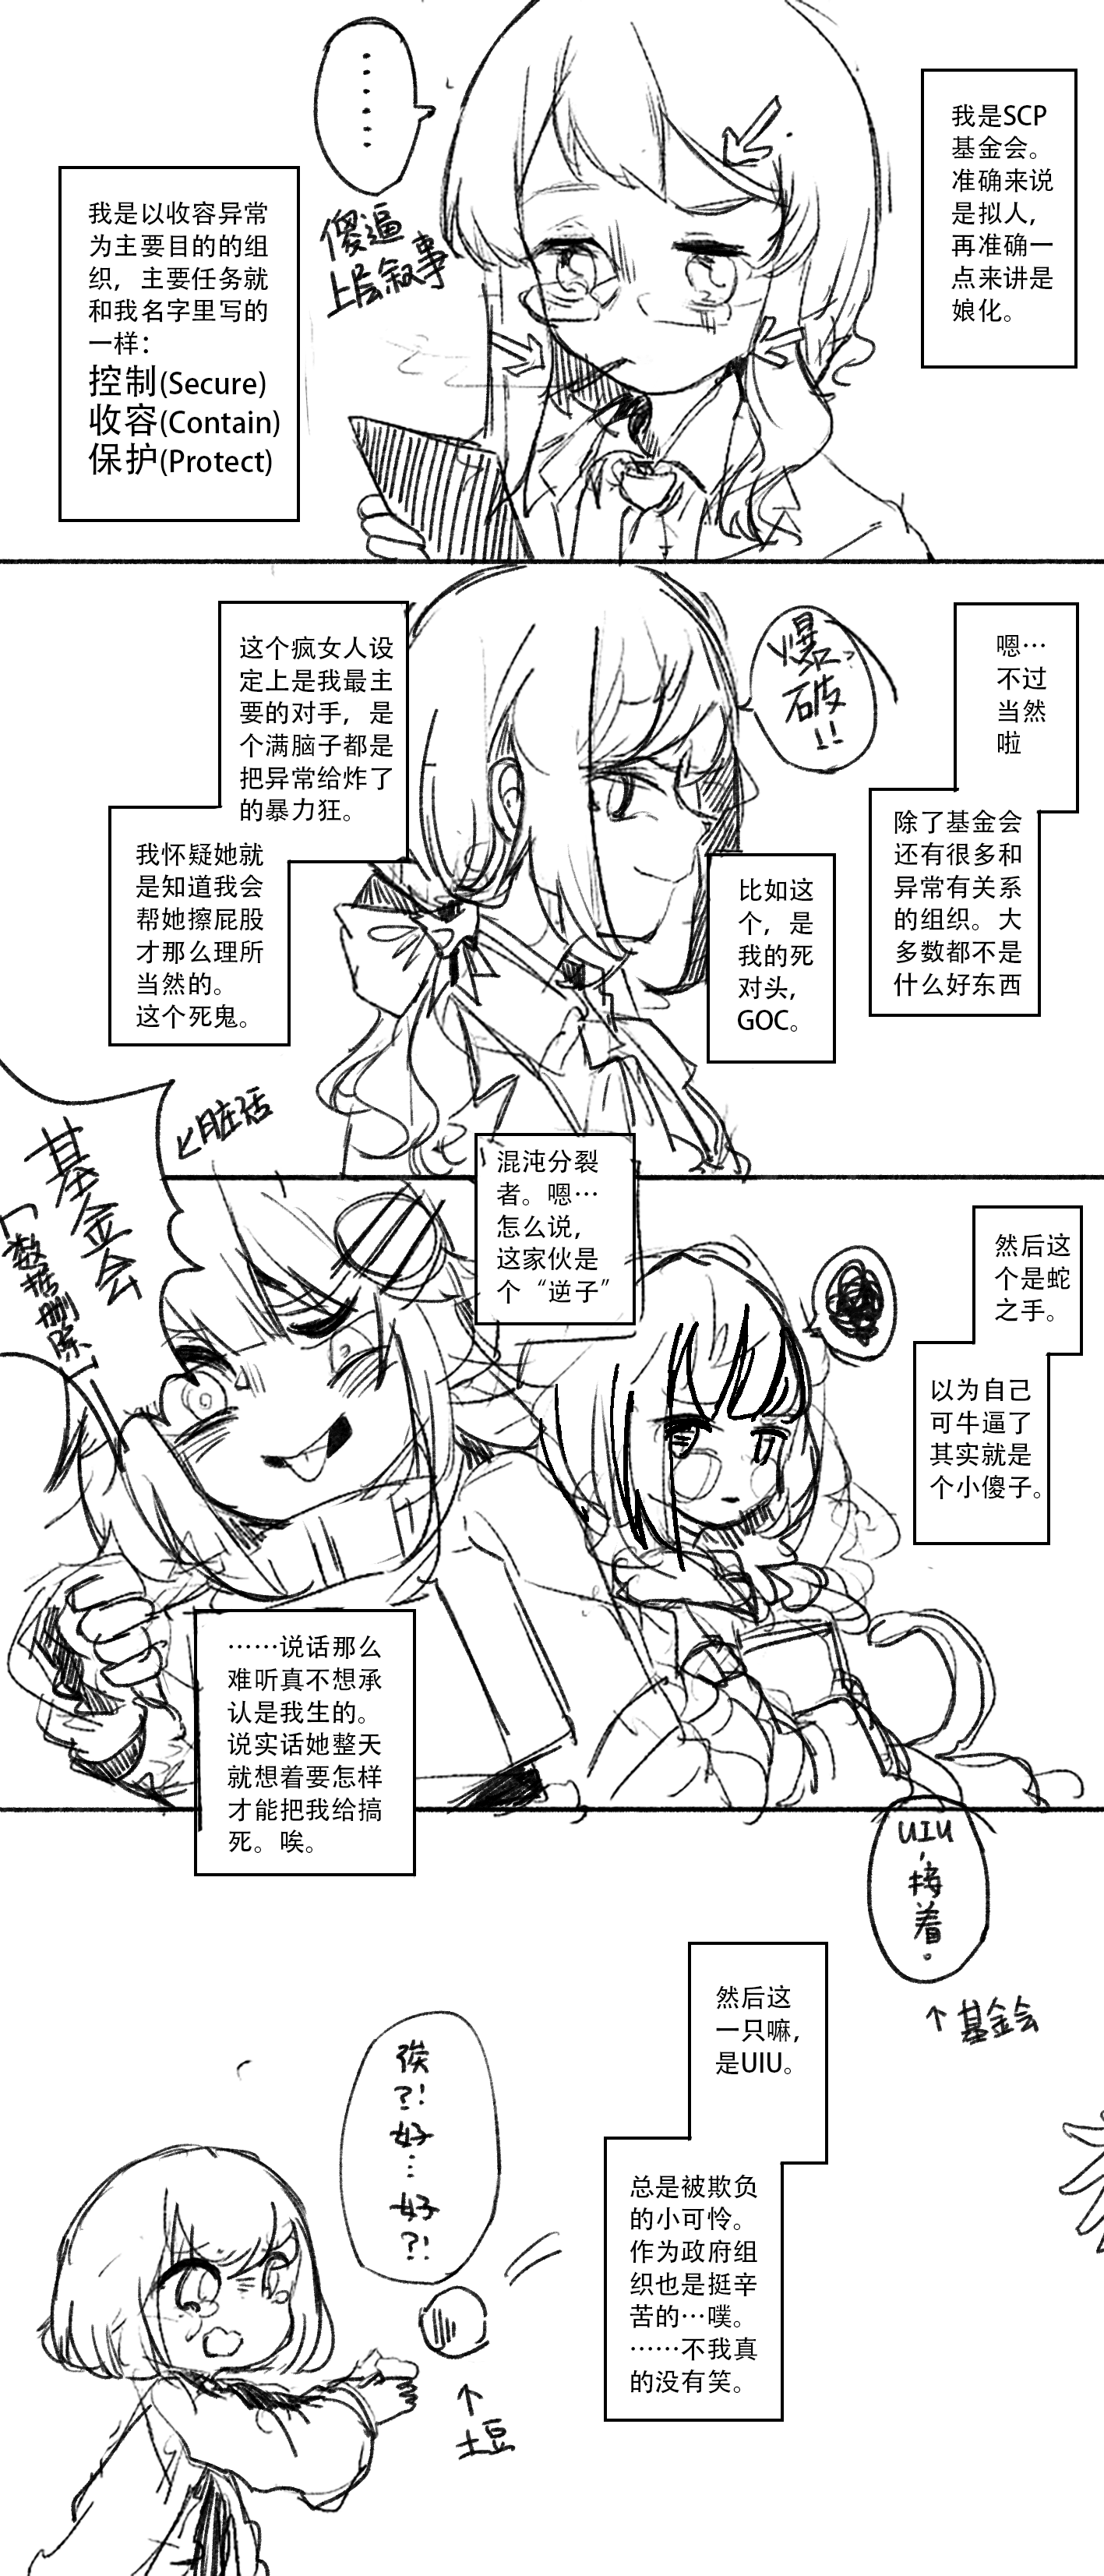 我是SCP
基金会。
准确来说
是拟人，
再准确一
点来讲是
娘化。
……
傻逼
上层叙事
我是以收容异常
为主要目的的组
织，主要任务就
和我名字里写的
一样：
控制(Secure)
收容(Contain)
保护(Protect)
嗯…
不过
当然
啦
除了基金会
还有很多和
异常有关系
的组织。大
多数都不是
什么好东西
爆
破!!
比如这
个，是
我的死
对头，
GOC。
这个疯女人设
定上是我最主
要的对手，是
个满脑子都是
把异常给炸了
的暴力狂。
我怀疑她就
是知道我会
帮她擦屁股
才那么理所
当然的。
这个死鬼。
然后这
个是蛇
之手。
以为自己
可牛逼了
其实就是
个小傻子。
混沌分裂
者。嗯…
怎么说，
这家伙是
个“逆子”
↙脏话
基金会
「数据删除」
……说话那么
难听真不想承
认是我生的。
说实话她整天
就想着要怎样
才能把我给搞
死。唉。
UIU，
接着。
↑基金会
然后这
一只嘛，
是UIU。
总是被欺负
的小可怜。
作为政府组
织也是挺辛
苦的…噗。
……不我真
的没有笑。
诶?!好…好?!
↑
土豆